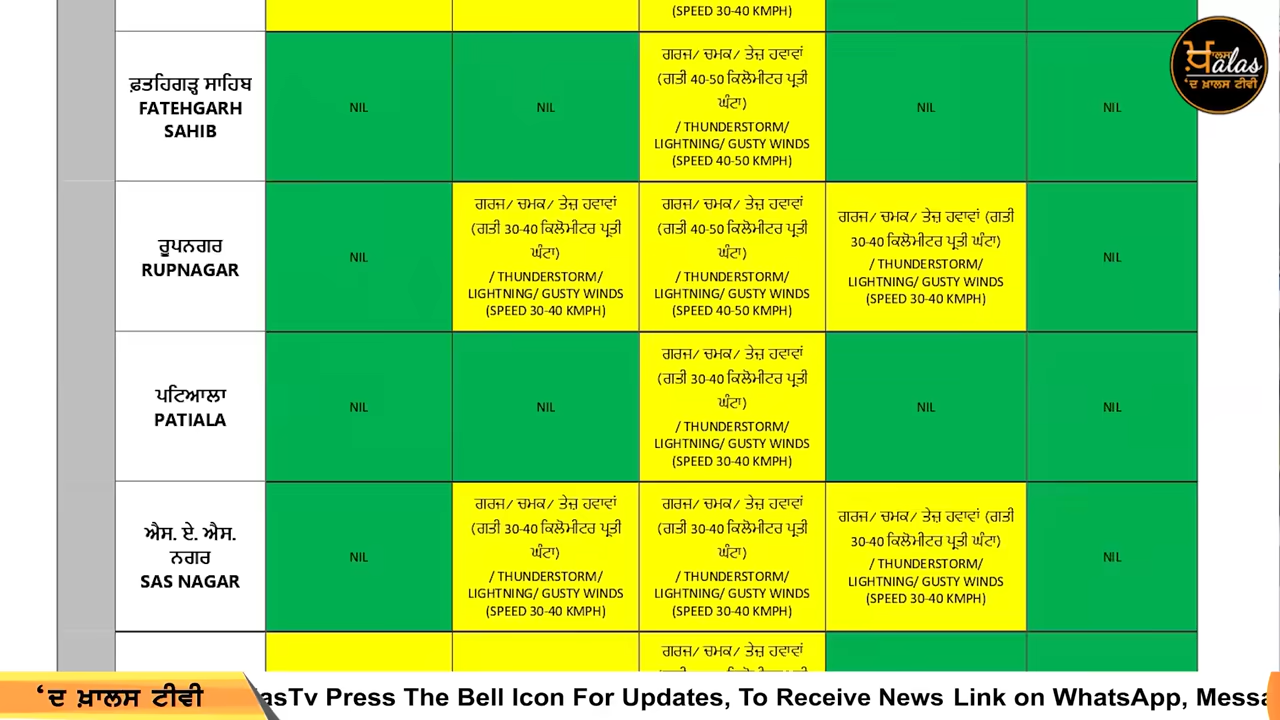 (SPEED 30-40 KMPH)
ਫ਼ਤਹਿਗੜ੍ਹ ਸਾਹਿਬ
FATEHGARH
SAHIB
NIL
NIL
ਗਰਜ/ ਚਮਕ/ ਤੇਜ਼ ਹਵਾਵਾਂ
(ਗਤੀ 40-50 ਕਿਲੋਮੀਟਰ ਪ੍ਰਤੀ
ਘੰਟਾ)
/ THUNDERSTORM/
LIGHTNING/ GUSTY WINDS
(SPEED 40-50 KMPH)
NIL
NIL
ਰੂਪਨਗਰ
RUPNAGAR
NIL
ਗਰਜ/ ਚਮਕ/ ਤੇਜ਼ ਹਵਾਵਾਂ
(ਗਤੀ 30-40 ਕਿਲੋਮੀਟਰ ਪ੍ਰਤੀ
ਘੰਟਾ)
/ THUNDERSTORM/
LIGHTNING/ GUSTY WINDS
(SPEED 30-40 KMPH)
ਗਰਜ/ ਚਮਕ/ ਤੇਜ਼ ਹਵਾਵਾਂ
(ਗਤੀ 40-50 ਕਿਲੋਮੀਟਰ ਪ੍ਰਤੀ
ਘੰਟਾ)
/ THUNDERSTORM/
LIGHTNING/ GUSTY WINDS
(SPEED 40-50 KMPH)
ਗਰਜ/ ਚਮਕ/ ਤੇਜ਼ ਹਵਾਵਾਂ (ਗਤੀ
30-40 ਕਿਲੋਮੀਟਰ ਪ੍ਰਤੀ ਘੰਟਾ)
/ THUNDERSTORM/
LIGHTNING/ GUSTY WINDS
(SPEED 30-40 KMPH)
NIL
ਪਟਿਆਲਾ
PATIALA
NIL
NIL
ਗਰਜ/ ਚਮਕ/ ਤੇਜ਼ ਹਵਾਵਾਂ
(ਗਤੀ 30-40 ਕਿਲੋਮੀਟਰ ਪ੍ਰਤੀ
ਘੰਟਾ)
/ THUNDERSTORM/
LIGHTNING/ GUSTY WINDS
(SPEED 30-40 KMPH)
NIL
NIL
ਐਸ. ਏ. ਐਸ.
ਨਗਰ
SAS NAGAR
NIL
ਗਰਜ/ ਚਮਕ/ ਤੇਜ਼ ਹਵਾਵਾਂ
(ਗਤੀ 30-40 ਕਿਲੋਮੀਟਰ ਪ੍ਰਤੀ
ਘੰਟਾ)
/ THUNDERSTORM/
LIGHTNING/ GUSTY WINDS
(SPEED 30-40 KMPH)
ਗਰਜ/ ਚਮਕ/ ਤੇਜ਼ ਹਵਾਵਾਂ
(ਗਤੀ 30-40 ਕਿਲੋਮੀਟਰ ਪ੍ਰਤੀ
ਘੰਟਾ)
/ THUNDERSTORM/
LIGHTNING/ GUSTY WINDS
(SPEED 30-40 KMPH)
ਗਰਜ/ ਚਮਕ/ ਤੇਜ਼ ਹਵਾਵਾਂ (ਗਤੀ
30-40 ਕਿਲੋਮੀਟਰ ਪ੍ਰਤੀ ਘੰਟਾ)
/ THUNDERSTORM/
LIGHTNING/ GUSTY WINDS
(SPEED 30-40 KMPH)
NIL
ਗਰਜ/ ਚਮਕ/ ਤੇਜ਼ ਹਵਾਵਾਂ
ਖ਼ਾਲਸ
alas
'ਦ ਖ਼ਾਲਸ ਟੀਵੀ
'ਦ ਖ਼ਾਲਸ ਟੀਵੀ
asTv Press The Bell Icon For Updates, To Receive News Link on WhatsApp, Messa